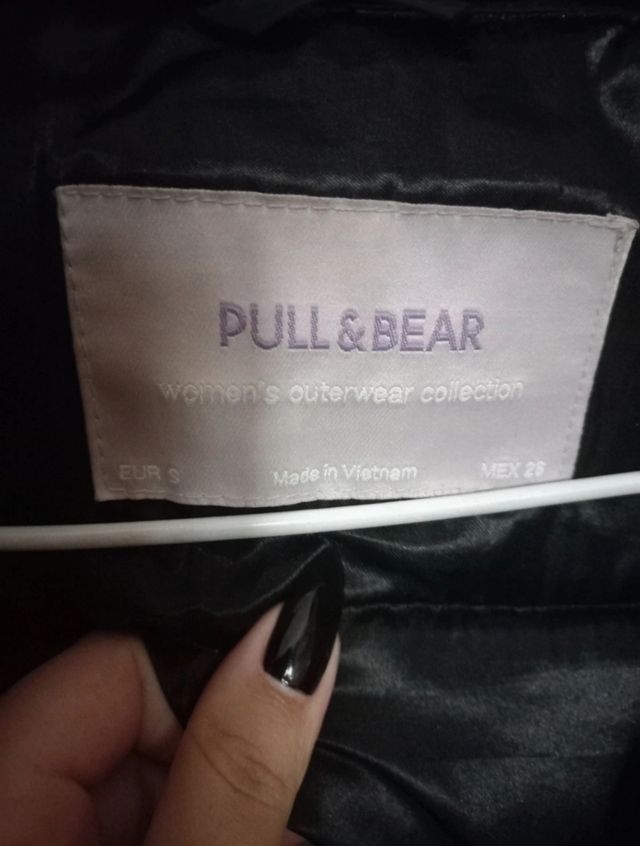 PULL&BEAR
women's outerwear collection
EUR S Made in Vietnam MEX 26